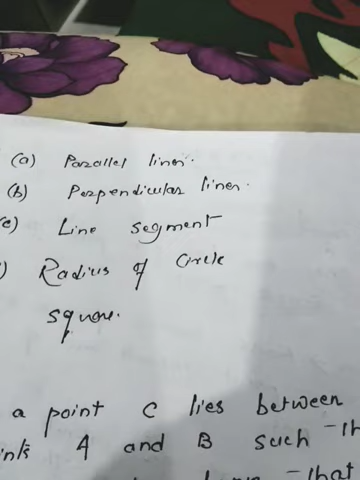 (a) Parallel lines.
(b) Perpendicular lines.
Line segment
Radius of Circle
square.
a point C lies between
A and B such
that